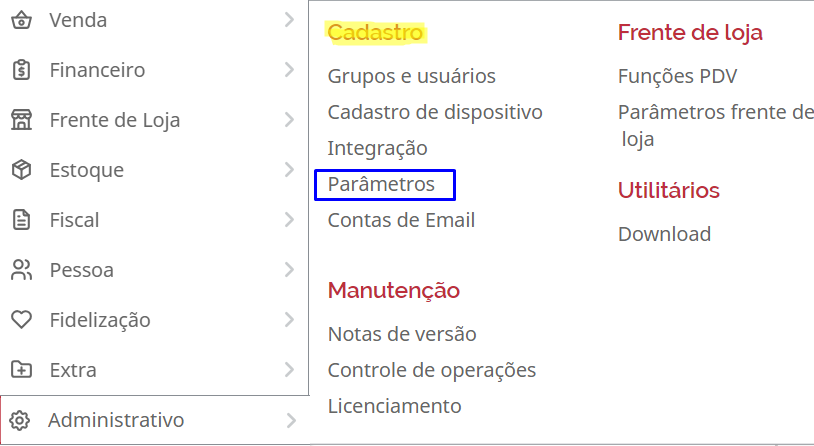 Venda
Financeiro
Frente de Loja
Estoque
Fiscal
Pessoa
Fidelização
Extra
Administrativo
Cadastro
Grupos e usuários
Cadastro de dispositivo
Integração
Parâmetros
Contas de Email
Manutenção
Notas de versão
Controle de operações
Licenciamento
Frente de loja
Funções PDV
Parâmetros frente de
loja
Utilitários
Download